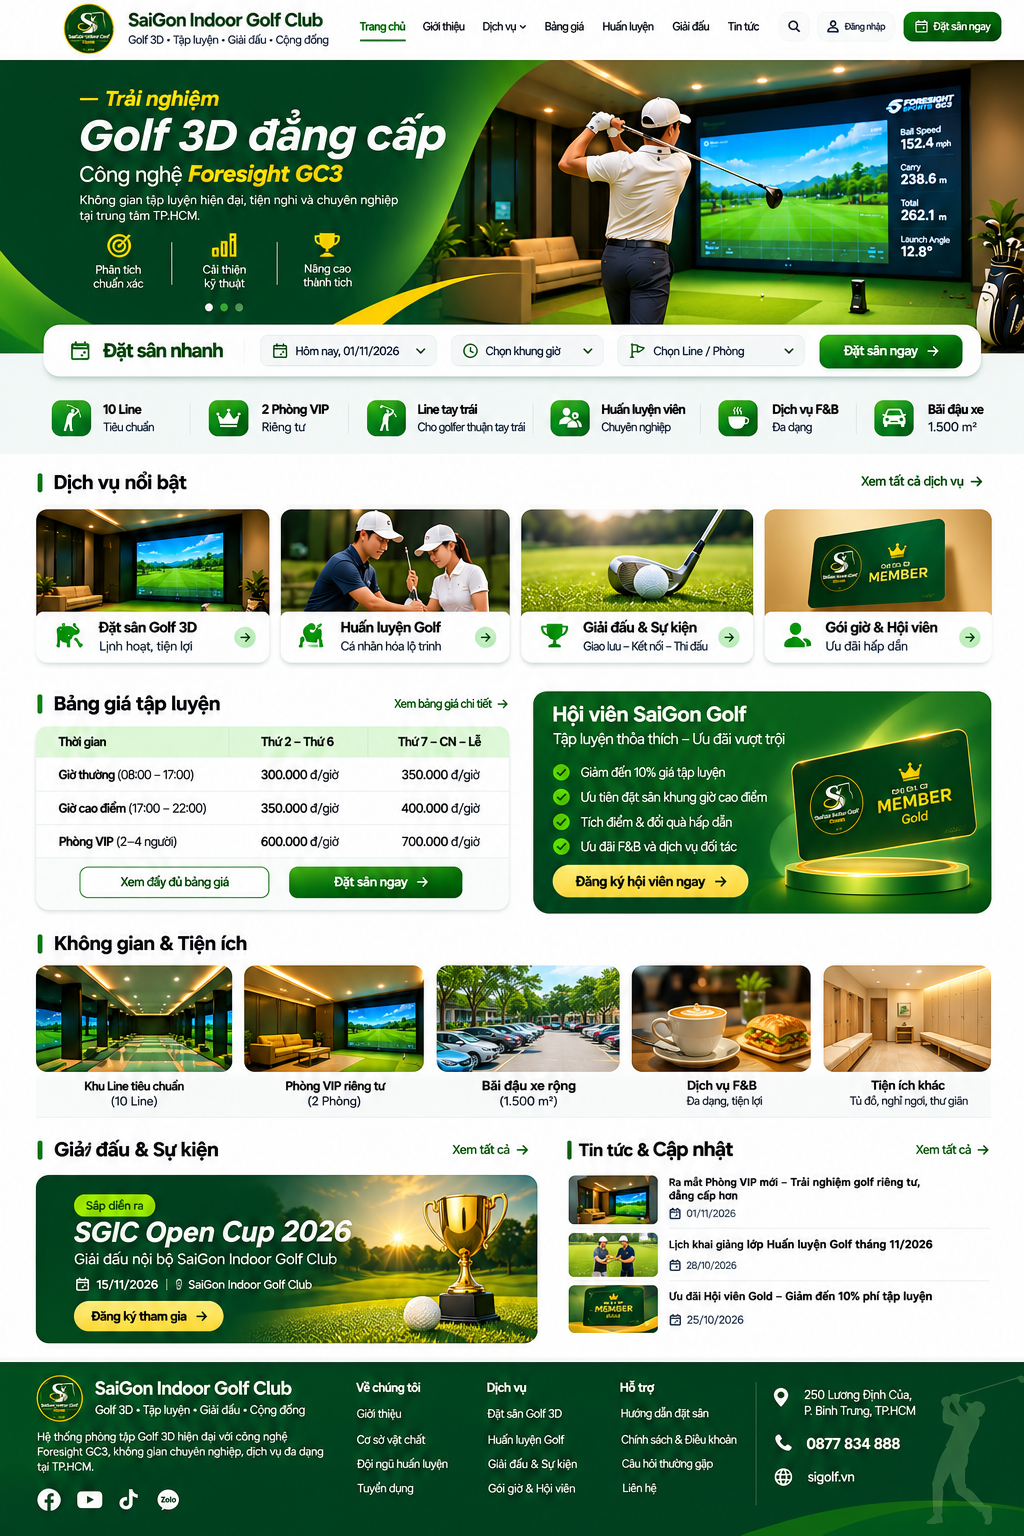 SaiGon Indoor Golf Club
Golf 3D • Tập luyện • Giải đấu • Cộng đồng
Trang chủ
Giới thiệu
Dịch vụ
Bảng giá
Huấn luyện
Giải đấu
Tin tức
Đăng nhập
Đặt sân ngay
— Trải nghiệm
Golf 3D đẳng cấp
Công nghệ Foresight GC3
Không gian tập luyện hiện đại, tiện nghi và chuyên nghiệp
tại trung tâm TP.HCM.
Phân tích
chuẩn xác
Cải thiện
kỹ thuật
Nâng cao
thành tích
FORESIGHT
SPORTS GC3
Ball Speed
152.4 mph
Carry
238.6 m
Total
262.1 m
Launch Angle
12.8°
Đặt sân nhanh
Hôm nay, 01/11/2026
Chọn khung giờ
Chọn Line / Phòng
Đặt sân ngay →
10 Line
Tiêu chuẩn
2 Phòng VIP
Riêng tư
Line tay trái
Cho golfer thuận tay trái
Huấn luyện viên
Chuyên nghiệp
Dịch vụ F&B
Đa dạng
Bãi đậu xe
1.500 m²
Dịch vụ nổi bật
Xem tất cả dịch vụ →
MEMBER
Đặt sân Golf 3D
Linh hoạt, tiện lợi
Huấn luyện Golf
Cá nhân hóa lộ trình
Giải đấu & Sự kiện
Giao lưu – Kết nối – Thi đấu
Gói giờ & Hội viên
Ưu đãi hấp dẫn
Bảng giá tập luyện
Xem bảng giá chi tiết →
Thời gian
Thứ 2 – Thứ 6
Thứ 7 – CN – Lễ
Giờ thường (08:00 – 17:00)
300.000 đ/giờ
350.000 đ/giờ
Giờ cao điểm (17:00 – 22:00)
350.000 đ/giờ
400.000 đ/giờ
Phòng VIP (2–4 người)
600.000 đ/giờ
700.000 đ/giờ
Xem đầy đủ bảng giá
Đặt sân ngay →
Hội viên SaiGon Golf
Tập luyện thỏa thích – Ưu đãi vượt trội
Giảm đến 10% giá tập luyện
Ưu tiên đặt sân khung giờ cao điểm
Tích điểm & đổi quà hấp dẫn
Ưu đãi F&B và dịch vụ đối tác
Đăng ký hội viên ngay →
MEMBER
Gold
Không gian & Tiện ích
Khu Line tiêu chuẩn
(10 Line)
Phòng VIP riêng tư
(2 Phòng)
Bãi đậu xe rộng
(1.500 m²)
Dịch vụ F&B
Đa dạng, tiện lợi
Tiện ích khác
Tủ đồ, nghỉ ngơi, thư giãn
Giải đấu & Sự kiện
Xem tất cả →
Sắp diễn ra
SGIC Open Cup 2026
Giải đấu nội bộ SaiGon Indoor Golf Club
15/11/2026 | SaiGon Indoor Golf Club
Đăng ký tham gia →
Tin tức & Cập nhật
Xem tất cả →
Ra mắt Phòng VIP mới – Trải nghiệm golf riêng tư,
đẳng cấp hơn
01/11/2026
Lịch khai giảng lớp Huấn luyện Golf tháng 11/2026
28/10/2026
MEMBER
Ưu đãi Hội viên Gold – Giảm đến 10% phí tập luyện
25/10/2026
SaiGon Indoor Golf Club
Golf 3D • Tập luyện • Giải đấu • Cộng đồng
Hệ thống phòng tập Golf 3D hiện đại với công nghệ
Foresight GC3, không gian chuyên nghiệp, dịch vụ đa dạng
tại TP.HCM.
Zalo
Về chúng tôi
Giới thiệu
Cơ sở vật chất
Đội ngũ huấn luyện
Tuyển dụng
Dịch vụ
Đặt sân Golf 3D
Huấn luyện Golf
Giải đấu & Sự kiện
Gói giờ & Hội viên
Hỗ trợ
Hướng dẫn đặt sân
Chính sách & Điều khoản
Câu hỏi thường gặp
Liên hệ
250 Lương Định Của,
P. Bình Trưng, TP.HCM
0877 834 888
sigolf.vn